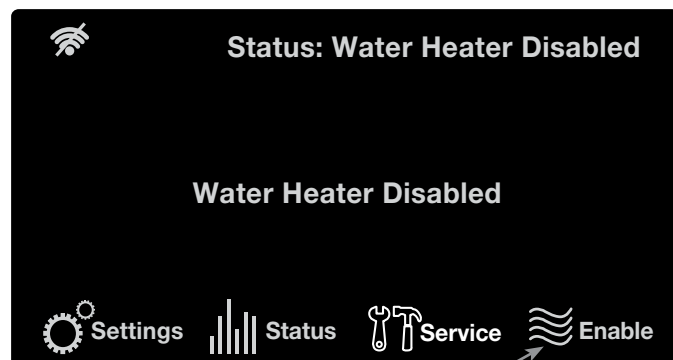 Status: Water Heater Disabled
Water Heater Disabled
Settings Status Service Enable